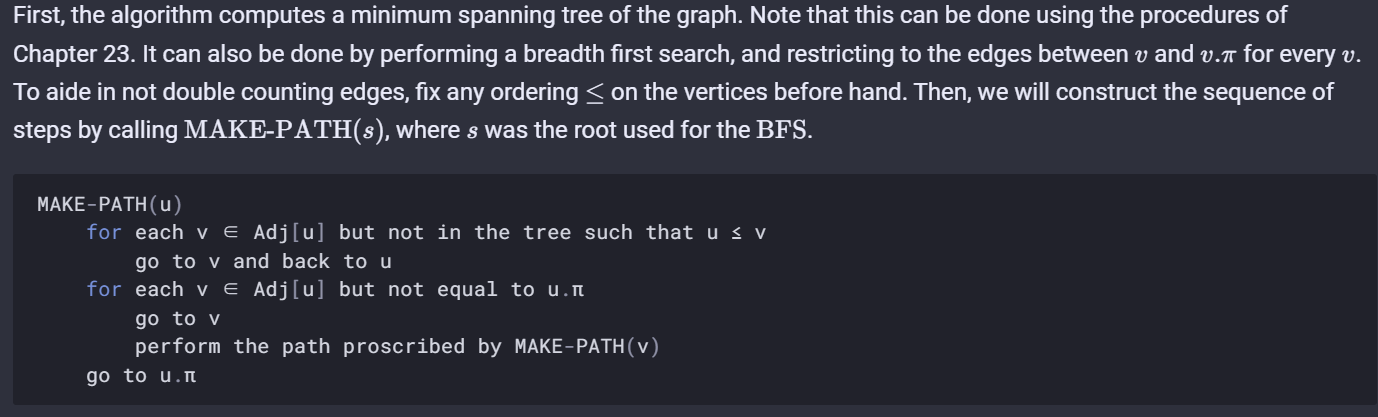 First, the algorithm computes a minimum spanning tree of the graph. Note that this can be done using the procedures of
Chapter 23. It can also be done by performing a breadth first search, and restricting to the edges between v and v.π for every v.
To aide in not double counting edges, fix any ordering ≤ on the vertices before hand. Then, we will construct the sequence of
steps by calling MAKE-PATH(s), where s was the root used for the BFS.
MAKE-PATH(u)
    for each v ∈ Adj[u] but not in the tree such that u ≤ v
        go to v and back to u
    for each v ∈ Adj[u] but not equal to u.π
        go to v
        perform the path proscribed by MAKE-PATH(v)
    go to u.π